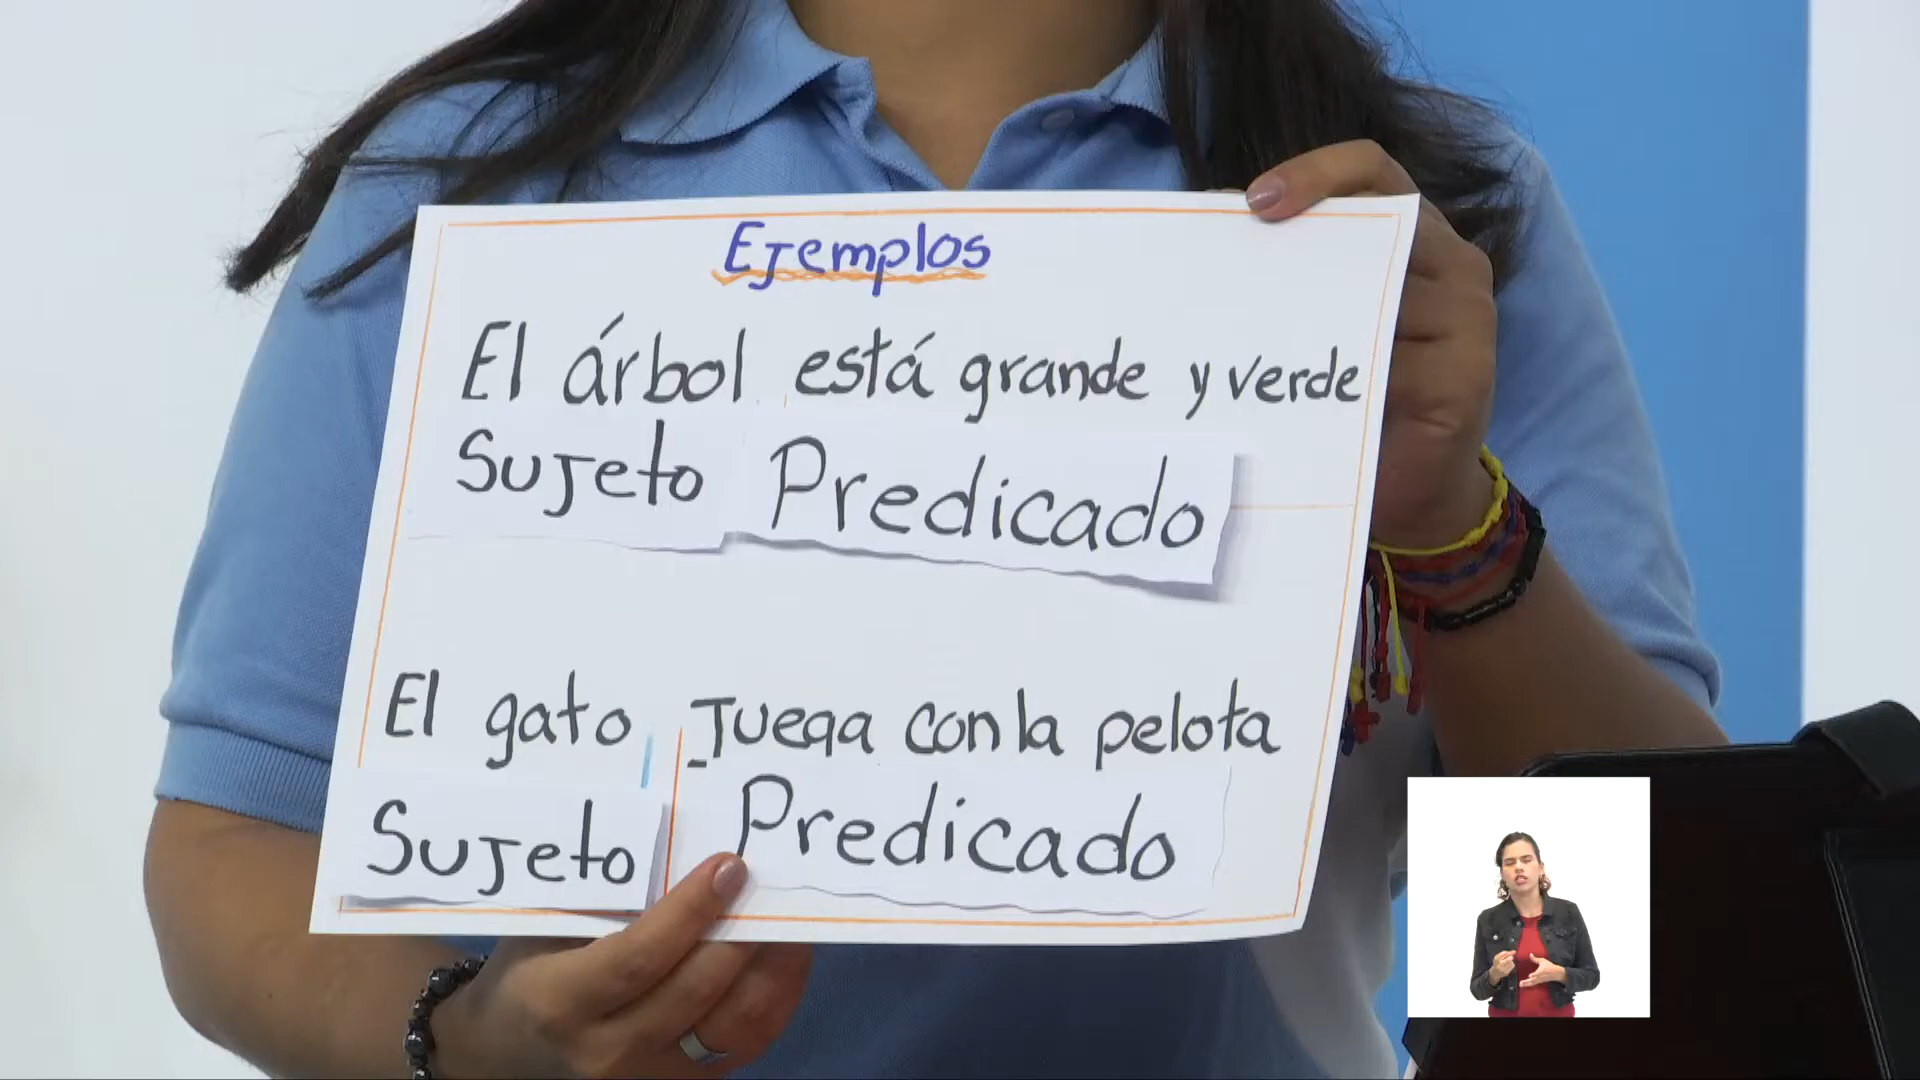 Ejemplos
El árbol está grande y verde
Sujeto Predicado
El gato Juega con la pelota
Sujeto Predicado